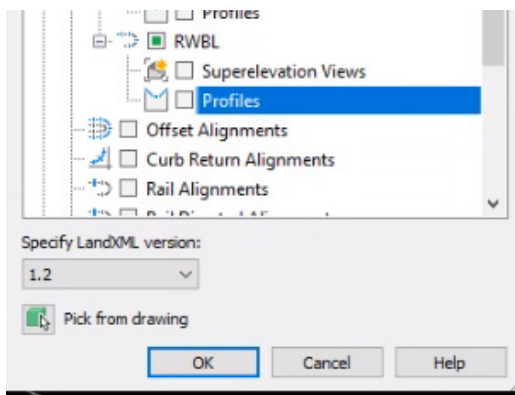 Profiles
RWBL
Superelevation Views
Profiles
Offset Alignments
Curb Return Alignments
Rail Alignments
Specify LandXML version:
1.2
Pick from drawing
OK Cancel Help